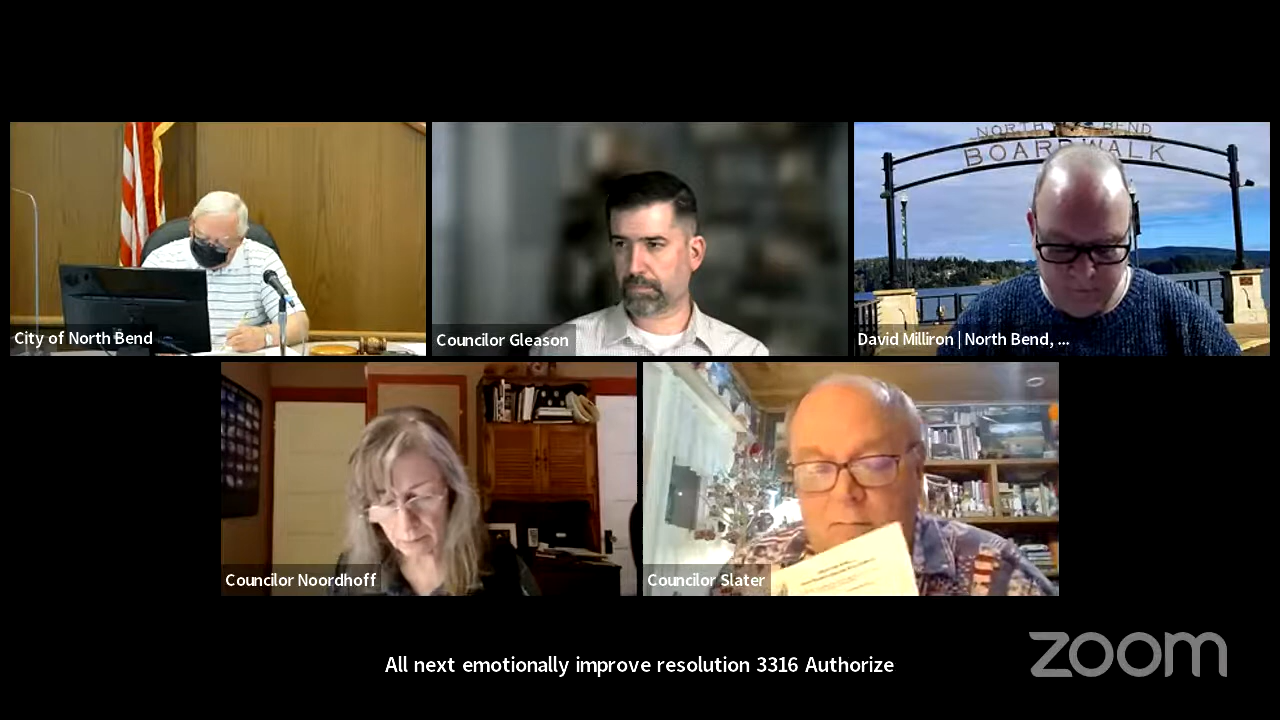 NORTH BEND
BOARDWALK
City of North Bend
Councilor Gleason
David Milliron | North Bend, ...
Councilor Noordhoff
Councilor Slater
All next emotionally improve resolution 3316 Authorize
zoom